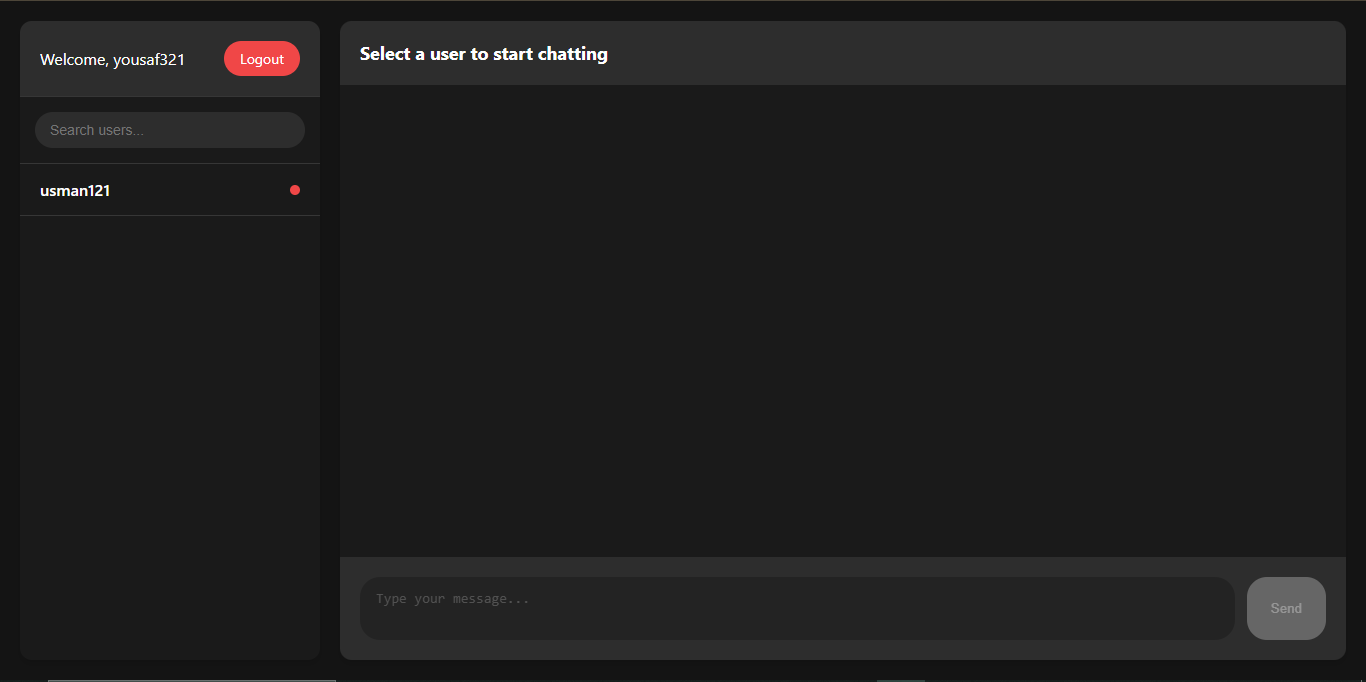 Welcome, yousaf321
Logout
Search users...
usman121
Select a user to start chatting
Type your message...
Send